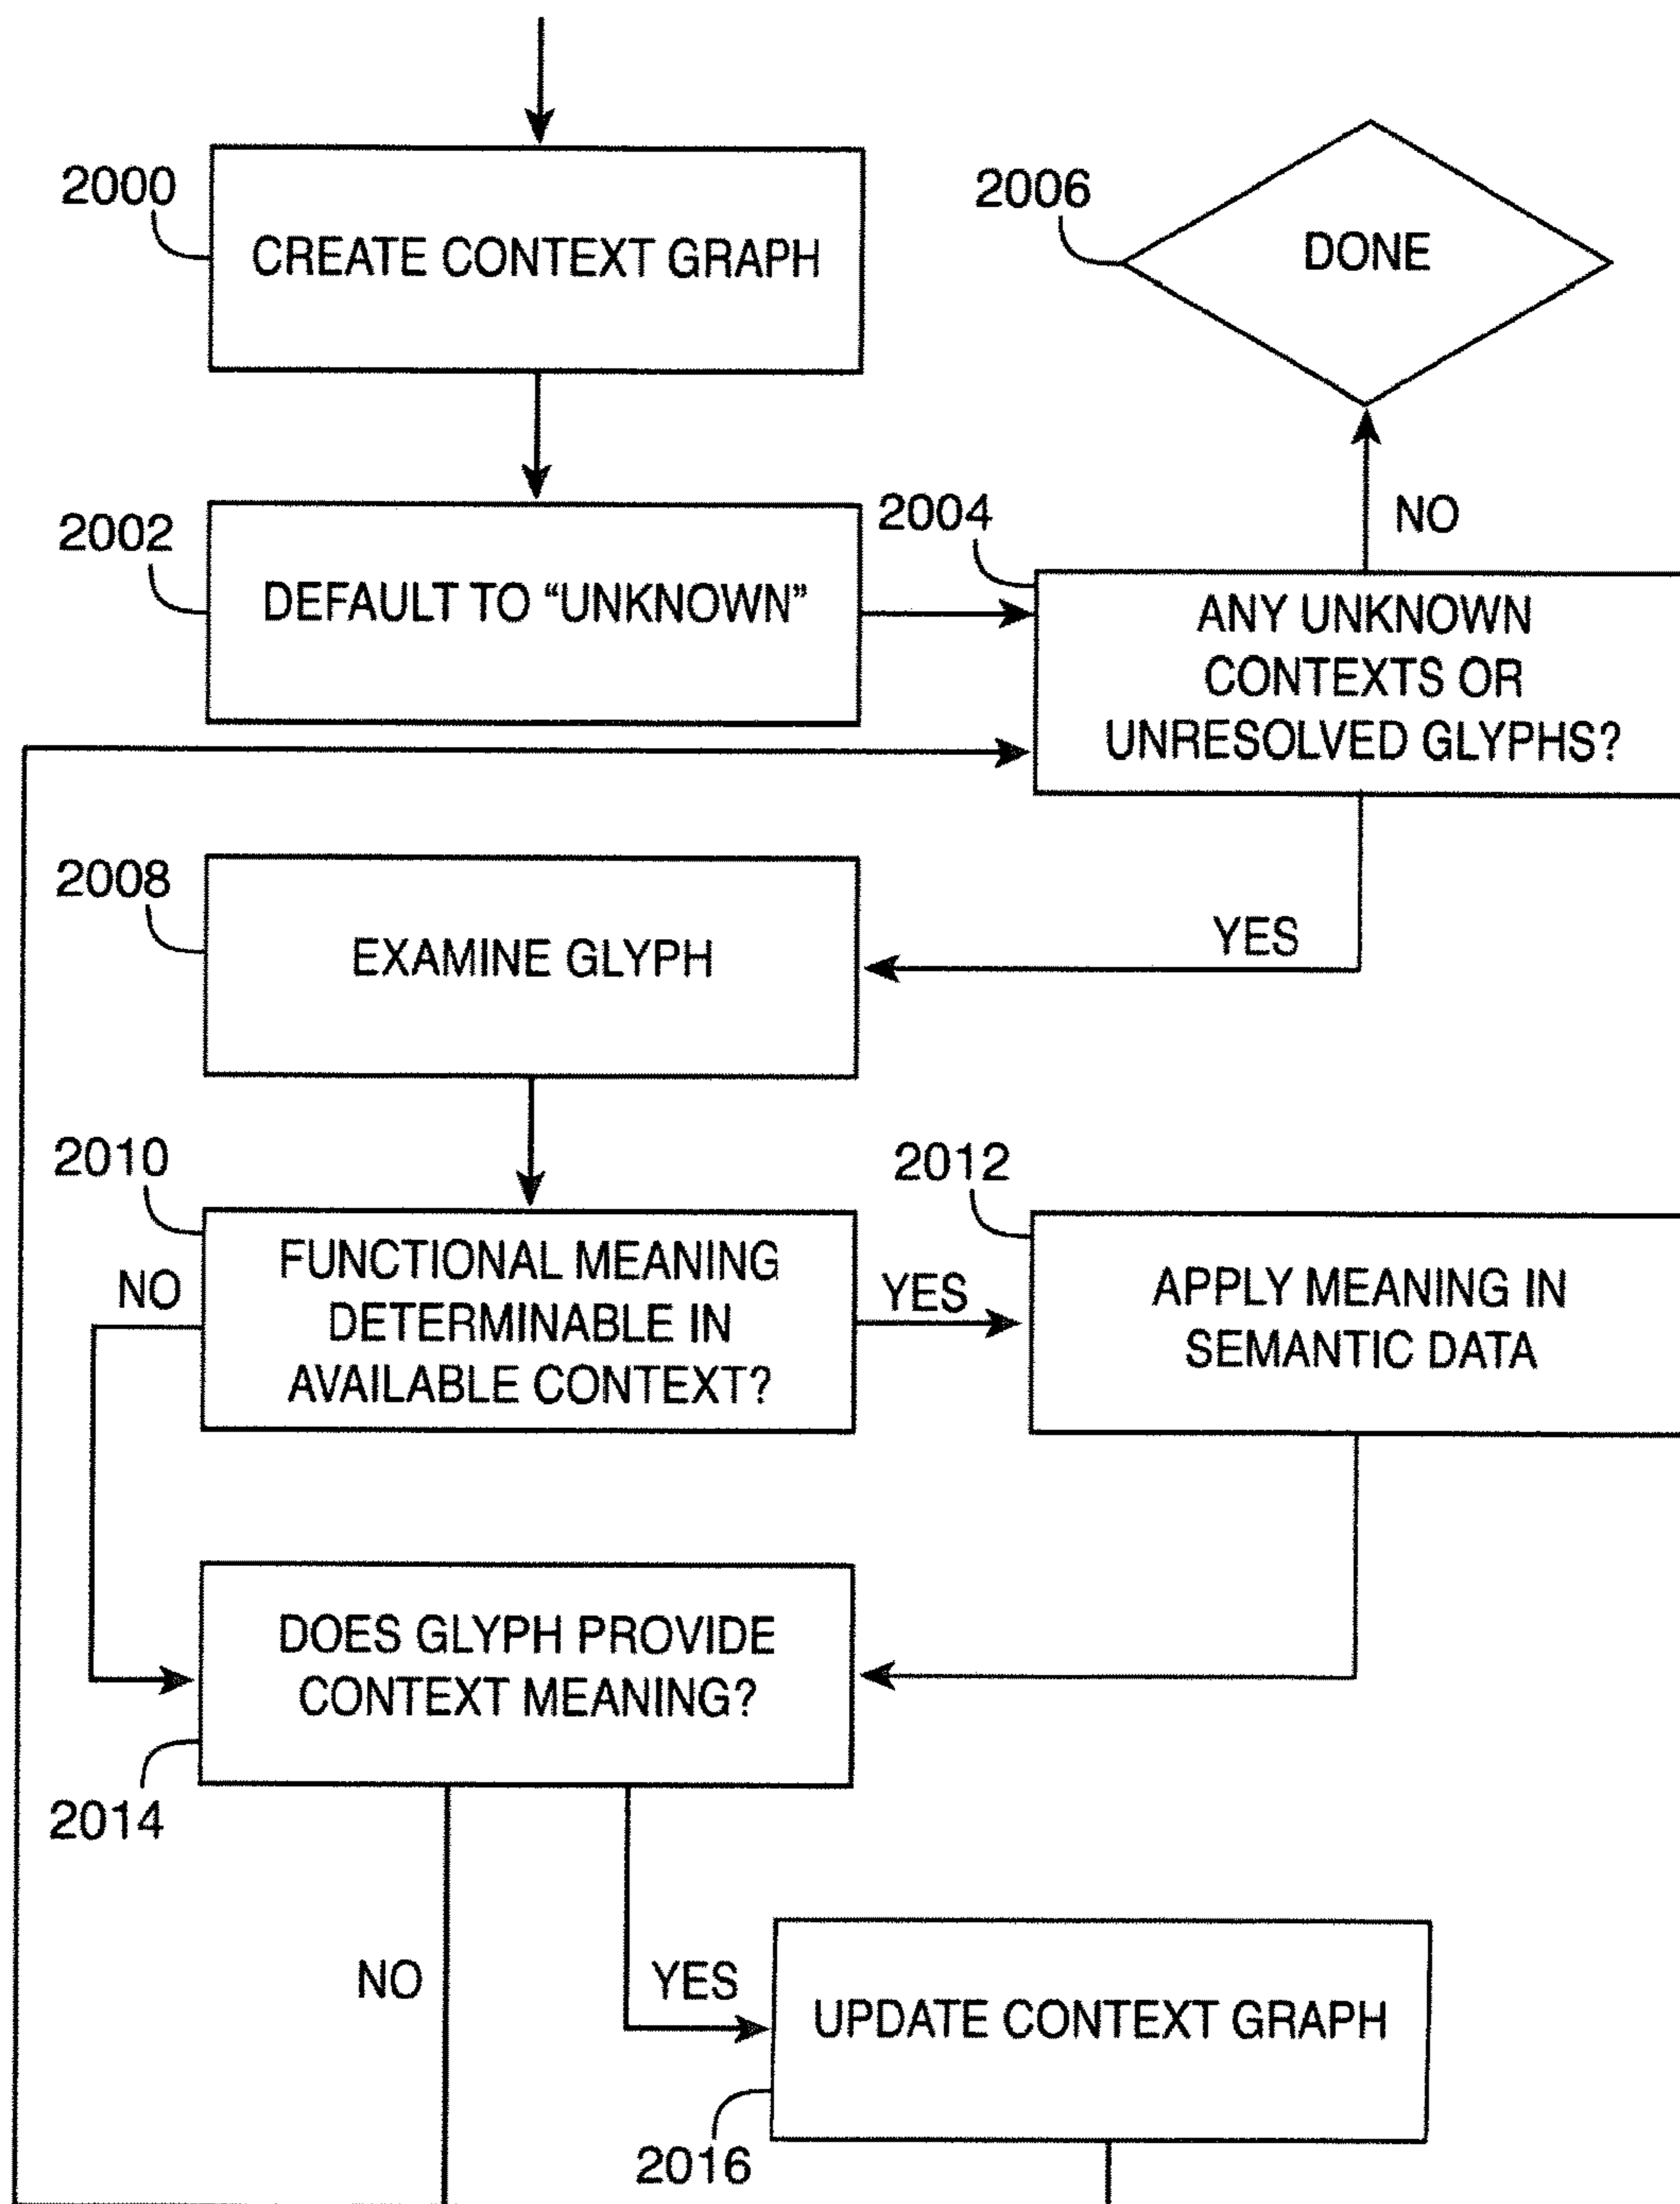 2000
CREATE CONTEXT GRAPH
2006
DONE
2002
DEFAULT TO “UNKNOWN”
2004
NO
ANY UNKNOWN
CONTEXTS OR
UNRESOLVED GLYPHS?
2008
EXAMINE GLYPH
YES
2010
NO
FUNCTIONAL MEANING
DETERMINABLE IN
AVAILABLE CONTEXT?
YES
2012
APPLY MEANING IN
SEMANTIC DATA
DOES GLYPH PROVIDE
CONTEXT MEANING?
2014
NO
YES
UPDATE CONTEXT GRAPH
2016